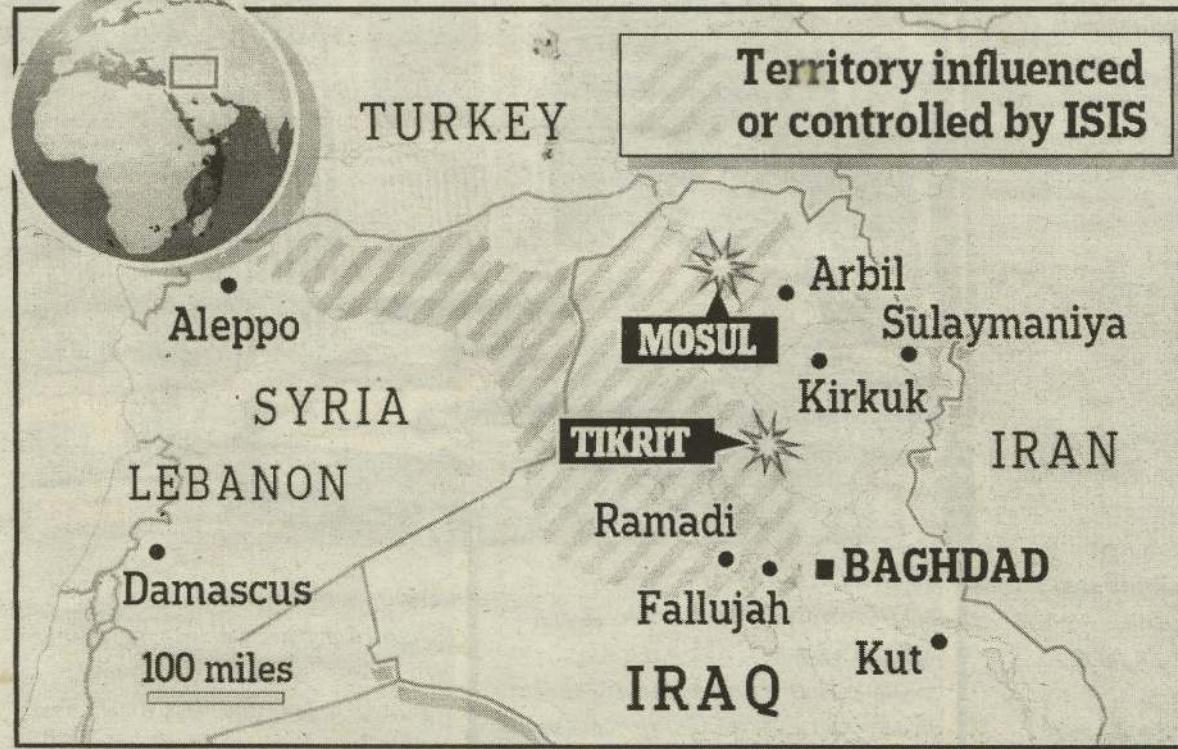 TURKEY
Territory influenced
or controlled by ISIS
Aleppo
MOSUL
Arbil
Sulaymaniya
Kirkuk
SYRIA
TIKRIT
IRAN
LEBANON
Ramadi
Damascus
Fallujah
BAGHDAD
100 miles
Kut
IRAQ